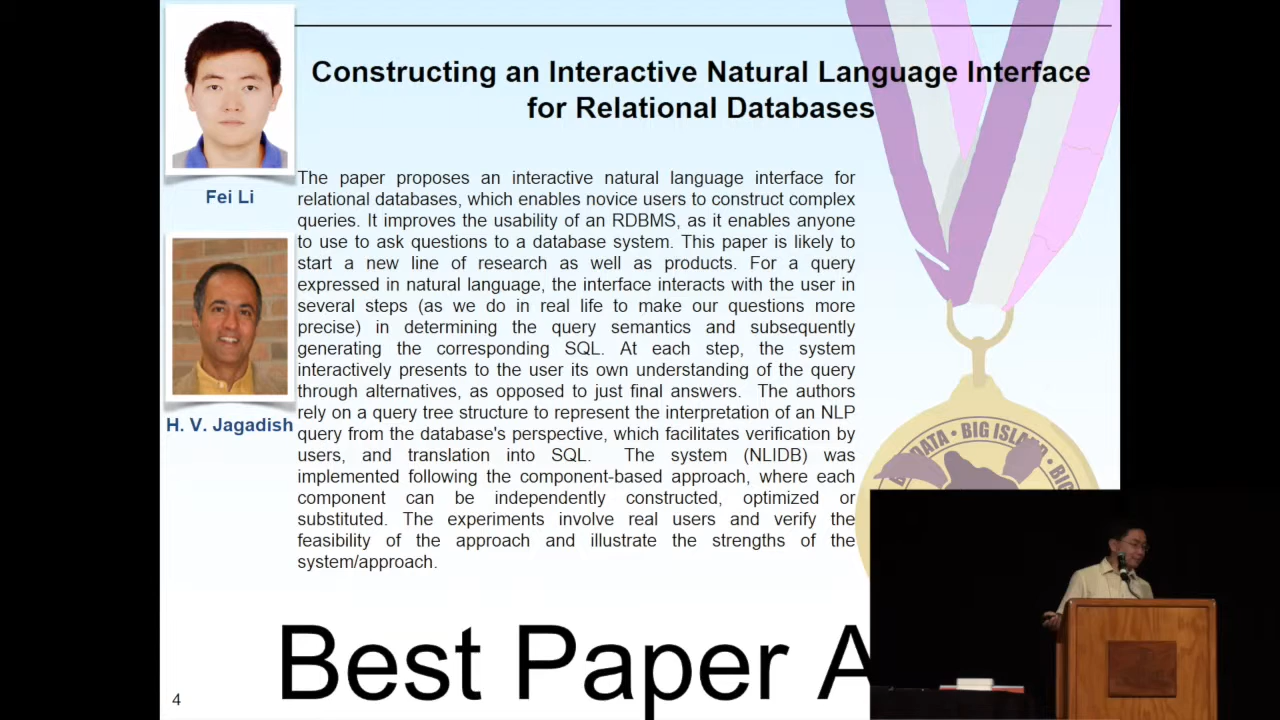 Constructing an Interactive Natural Language Interface
for Relational Databases
Fei Li
H. V. Jagadish
The paper proposes an interactive natural language interface for
relational databases, which enables novice users to construct complex
queries. It improves the usability of an RDBMS, as it enables anyone
to use to ask questions to a database system. This paper is likely to
start a new line of research as well as products. For a query
expressed in natural language, the interface interacts with the user in
several steps (as we do in real life to make our questions more
precise) in determining the query semantics and subsequently
generating the corresponding SQL. At each step, the system
interactively presents to the user its own understanding of the query
through alternatives, as opposed to just final answers. The authors
rely on a query tree structure to represent the interpretation of an NLP
query from the database's perspective, which facilitates verification by
users, and translation into SQL. The system (NLIDB) was
implemented following the component-based approach, where each
component can be independently constructed, optimized or
substituted. The experiments involve real users and verify the
feasibility of the approach and illustrate the strengths of the
system/approach.
DATA • BIG ISLAND •
Best Paper A
4